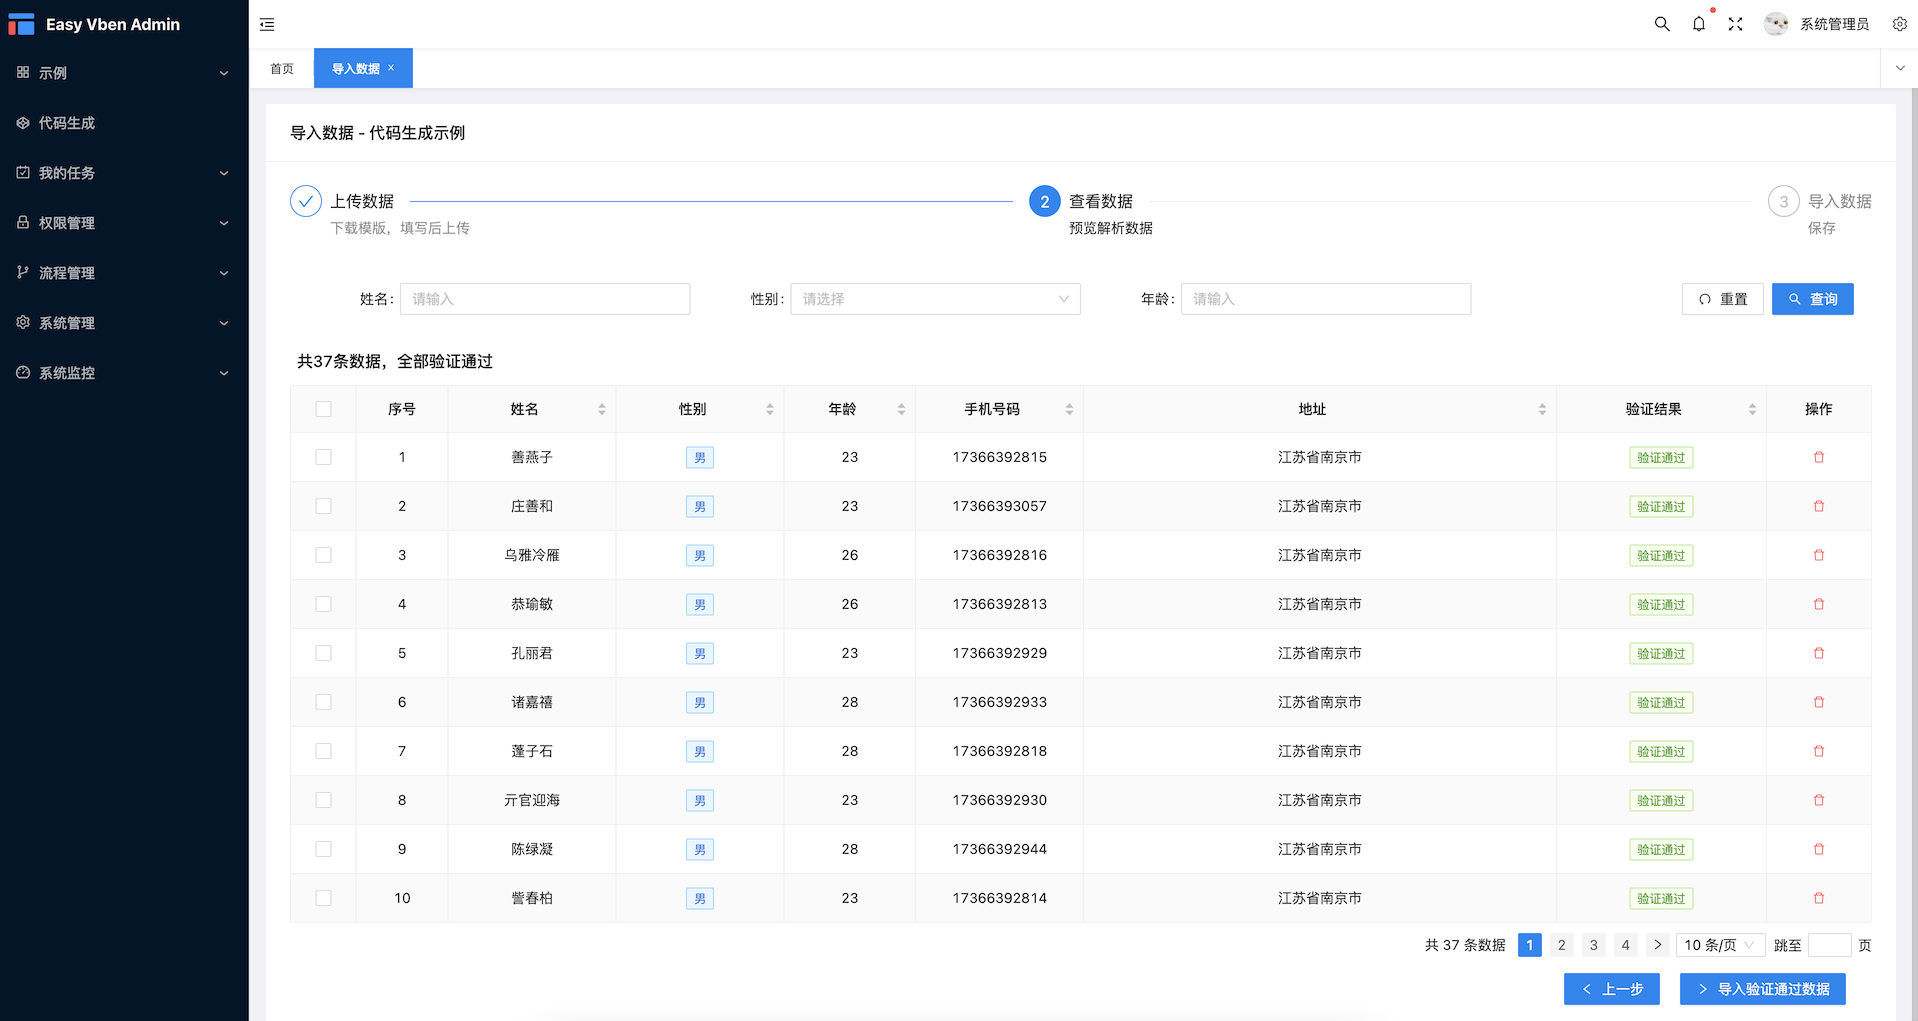 Easy Vben Admin
系统管理员
示例
代码生成
我的任务
权限管理
流程管理
系统管理
系统监控
首页 导入数据 ×
导入数据 - 代码生成示例
上传数据 2 查看数据 3 导入数据
下载模版，填写后上传 预览解析数据 保存
姓名: 请输入 性别: 请选择 年龄: 请输入 重置 查询
共37条数据，全部验证通过
序号 姓名 性别 年龄 手机号码 地址 验证结果 操作
1 善燕子 男 23 17366392815 江苏省南京市 验证通过
2 庄善和 男 23 17366393057 江苏省南京市 验证通过
3 乌雅冷雁 男 26 17366392816 江苏省南京市 验证通过
4 恭瑜敏 男 26 17366392813 江苏省南京市 验证通过
5 孔丽君 男 23 17366392929 江苏省南京市 验证通过
6 诸嘉禧 男 28 17366392933 江苏省南京市 验证通过
7 蓬子石 男 28 17366392818 江苏省南京市 验证通过
8 亓官迎海 男 23 17366392930 江苏省南京市 验证通过
9 陈绿凝 男 28 17366392944 江苏省南京市 验证通过
10 訾春柏 男 23 17366392814 江苏省南京市 验证通过
共 37 条数据 1 2 3 4 > 10 条/页 跳至 页
< 上一步 > 导入验证通过数据